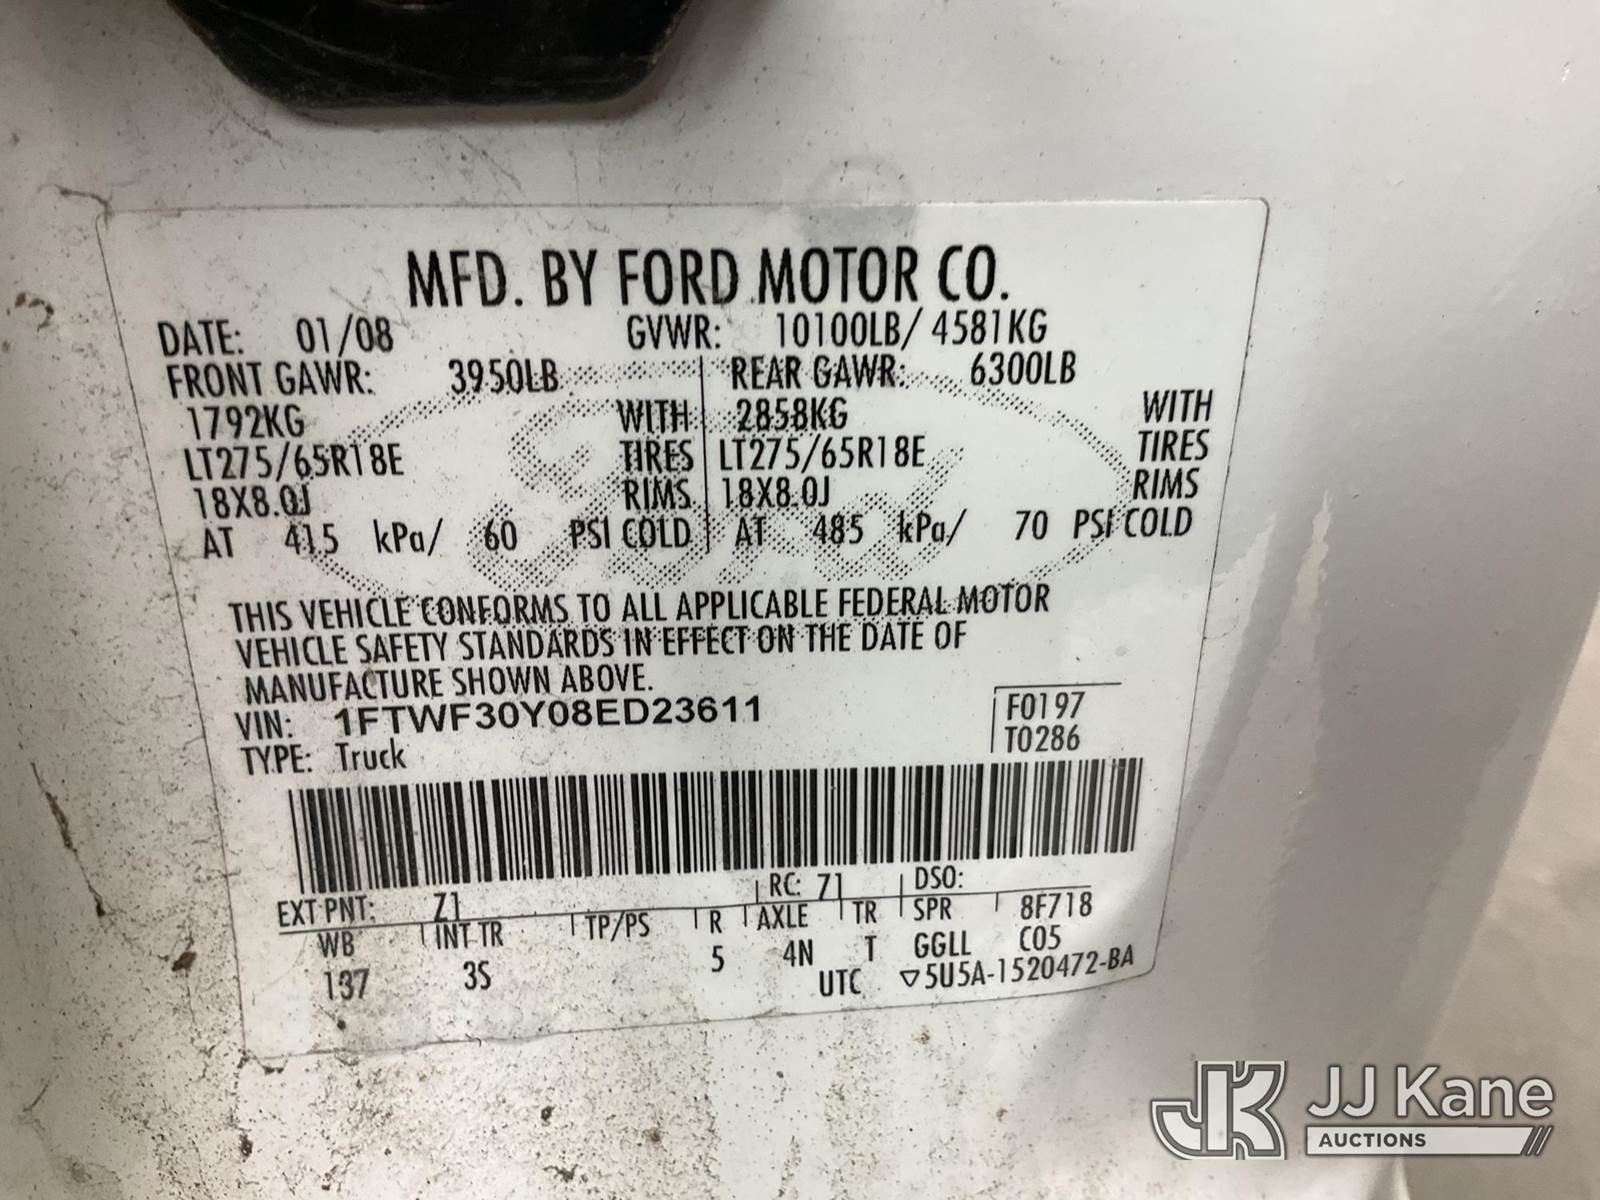 MFD. BY FORD MOTOR CO.
DATE: 01/08 GVWR: 10100LB/ 4581KG
FRONT GAWR: 3950LB REAR GAWR: 6300LB
1792KG WITH 2858KG WITH
LT275/65R18E TIRES LT275/65R18E TIRES
18X8.0J RIMS 18X8.0J RIMS
AT 415 kPa/ 60 PSI COLD AT 485 kPa/ 70 PSI COLD
THIS VEHICLE CONFORMS TO ALL APPLICABLE FEDERAL MOTOR
VEHICLE SAFETY STANDARDS IN EFFECT ON THE DATE OF
MANUFACTURE SHOWN ABOVE.
VIN: 1FTWF30Y08ED23611 F0197
TYPE: Truck T0286
EXT PNT: Z1 RC: 71 DSO:
WB INT TR TP/PS R AXLE TR SPR 8F718
137 3S 5 4N T GGLL C05
UTC ▽5U5A-1520472-BA
JK JJ Kane
AUCTIONS